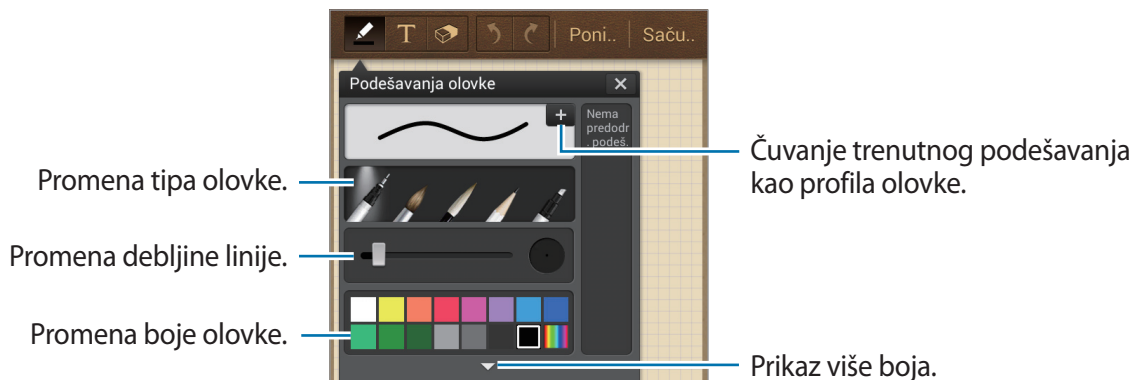 T Poni.. Saču..
Podešavanja olovke
Nema
predodr
. podeš.
Čuvanje trenutnog podešavanja
kao profila olovke.
Promena tipa olovke.
Promena debljine linije.
Promena boje olovke.
Prikaz više boja.